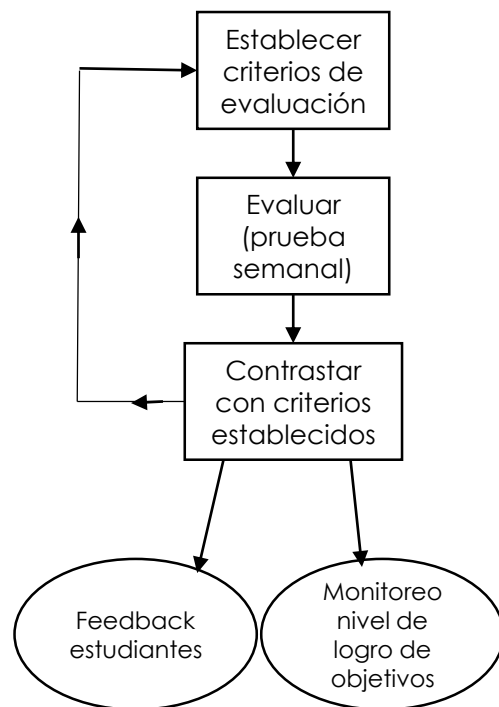 Establecer
criterios de
evaluación
Evaluar
(prueba
semanal)
Contrastar
con criterios
establecidos
Feedback
estudiantes
Monitoreo
nivel de
logro de
objetivos